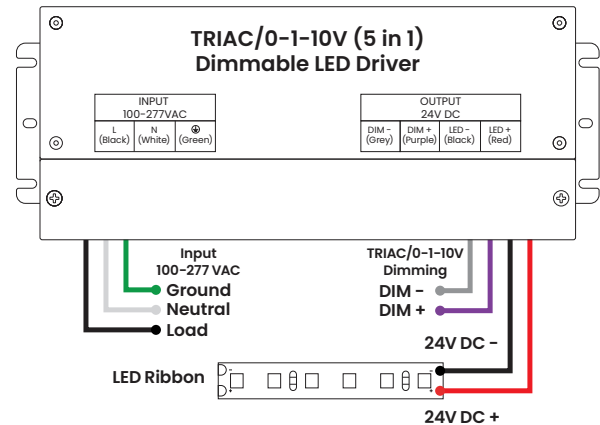 TRIAC/0-1-10V (5 in 1)
Dimmable LED Driver
INPUT
100-277VAC
L
(Black)
N
(White)
(Green)
OUTPUT
24V DC
DIM -
(Grey)
DIM +
(Purple)
LED -
(Black)
LED +
(Red)
Input
100-277 VAC
Ground
Neutral
Load
TRIAC/0-1-10V
Dimming
DIM -
DIM +
24V DC -
LED Ribbon
- 
+
-
+
24V DC +